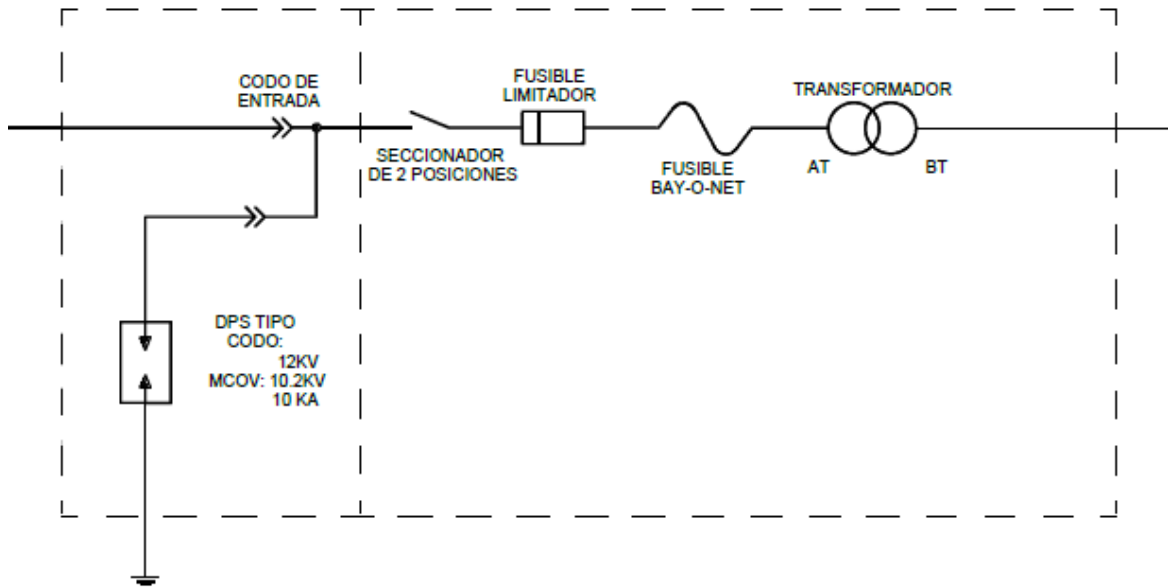 CODO DE
ENTRADA
FUSIBLE
LIMITADOR
TRANSFORMADOR
SECCIONADOR
DE 2 POSICIONES
FUSIBLE
BAY-O-NET
AT
BT
DPS TIPO
CODO:
12KV
MCOV: 10.2KV
10 KA